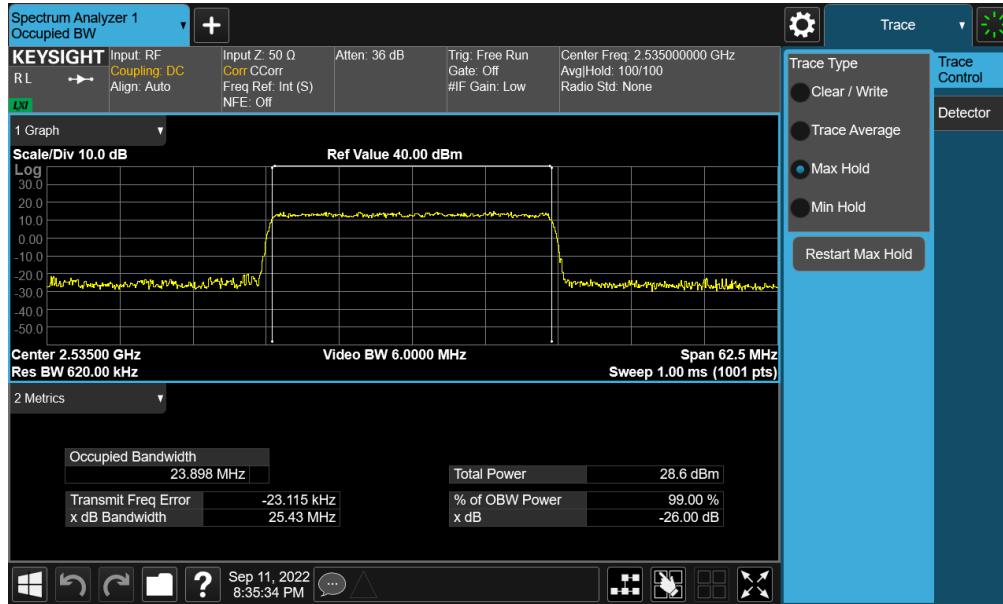 Spectrum Analyzer 1
Occupied BW
+
Trace
KEYSIGHT
R L
LXI
Input: RF
Coupling: DC
Align: Auto
Input Z: 50 Ω
Corr CCorr
Freq Ref: Int (S)
NFE: Off
Atten: 36 dB
Trig: Free Run
Gate: Off
#IF Gain: Low
Center Freq: 2.535000000 GHz
Avg|Hold: 100/100
Radio Std: None
Trace Type
Clear / Write
Trace Average
Max Hold
Min Hold
Restart Max Hold
Trace
Control
Detector
1 Graph
Scale/Div 10.0 dB
Ref Value 40.00 dBm
Log
30.0
20.0
10.0
0.00
-10.0
-20.0
-30.0
-40.0
-50.0
Center 2.53500 GHz
Video BW 6.0000 MHz
Span 62.5 MHz
Res BW 620.00 kHz
Sweep 1.00 ms (1001 pts)
2 Metrics
Occupied Bandwidth
23.898 MHz
Total Power 28.6 dBm
Transmit Freq Error -23.115 kHz
% of OBW Power 99.00 %
x dB Bandwidth 25.43 MHz
x dB -26.00 dB
?
Sep 11, 2022
8:35:34 PM